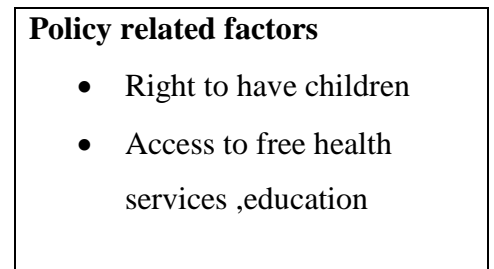 Policy related factors
• Right to have children
• Access to free health
services ,education